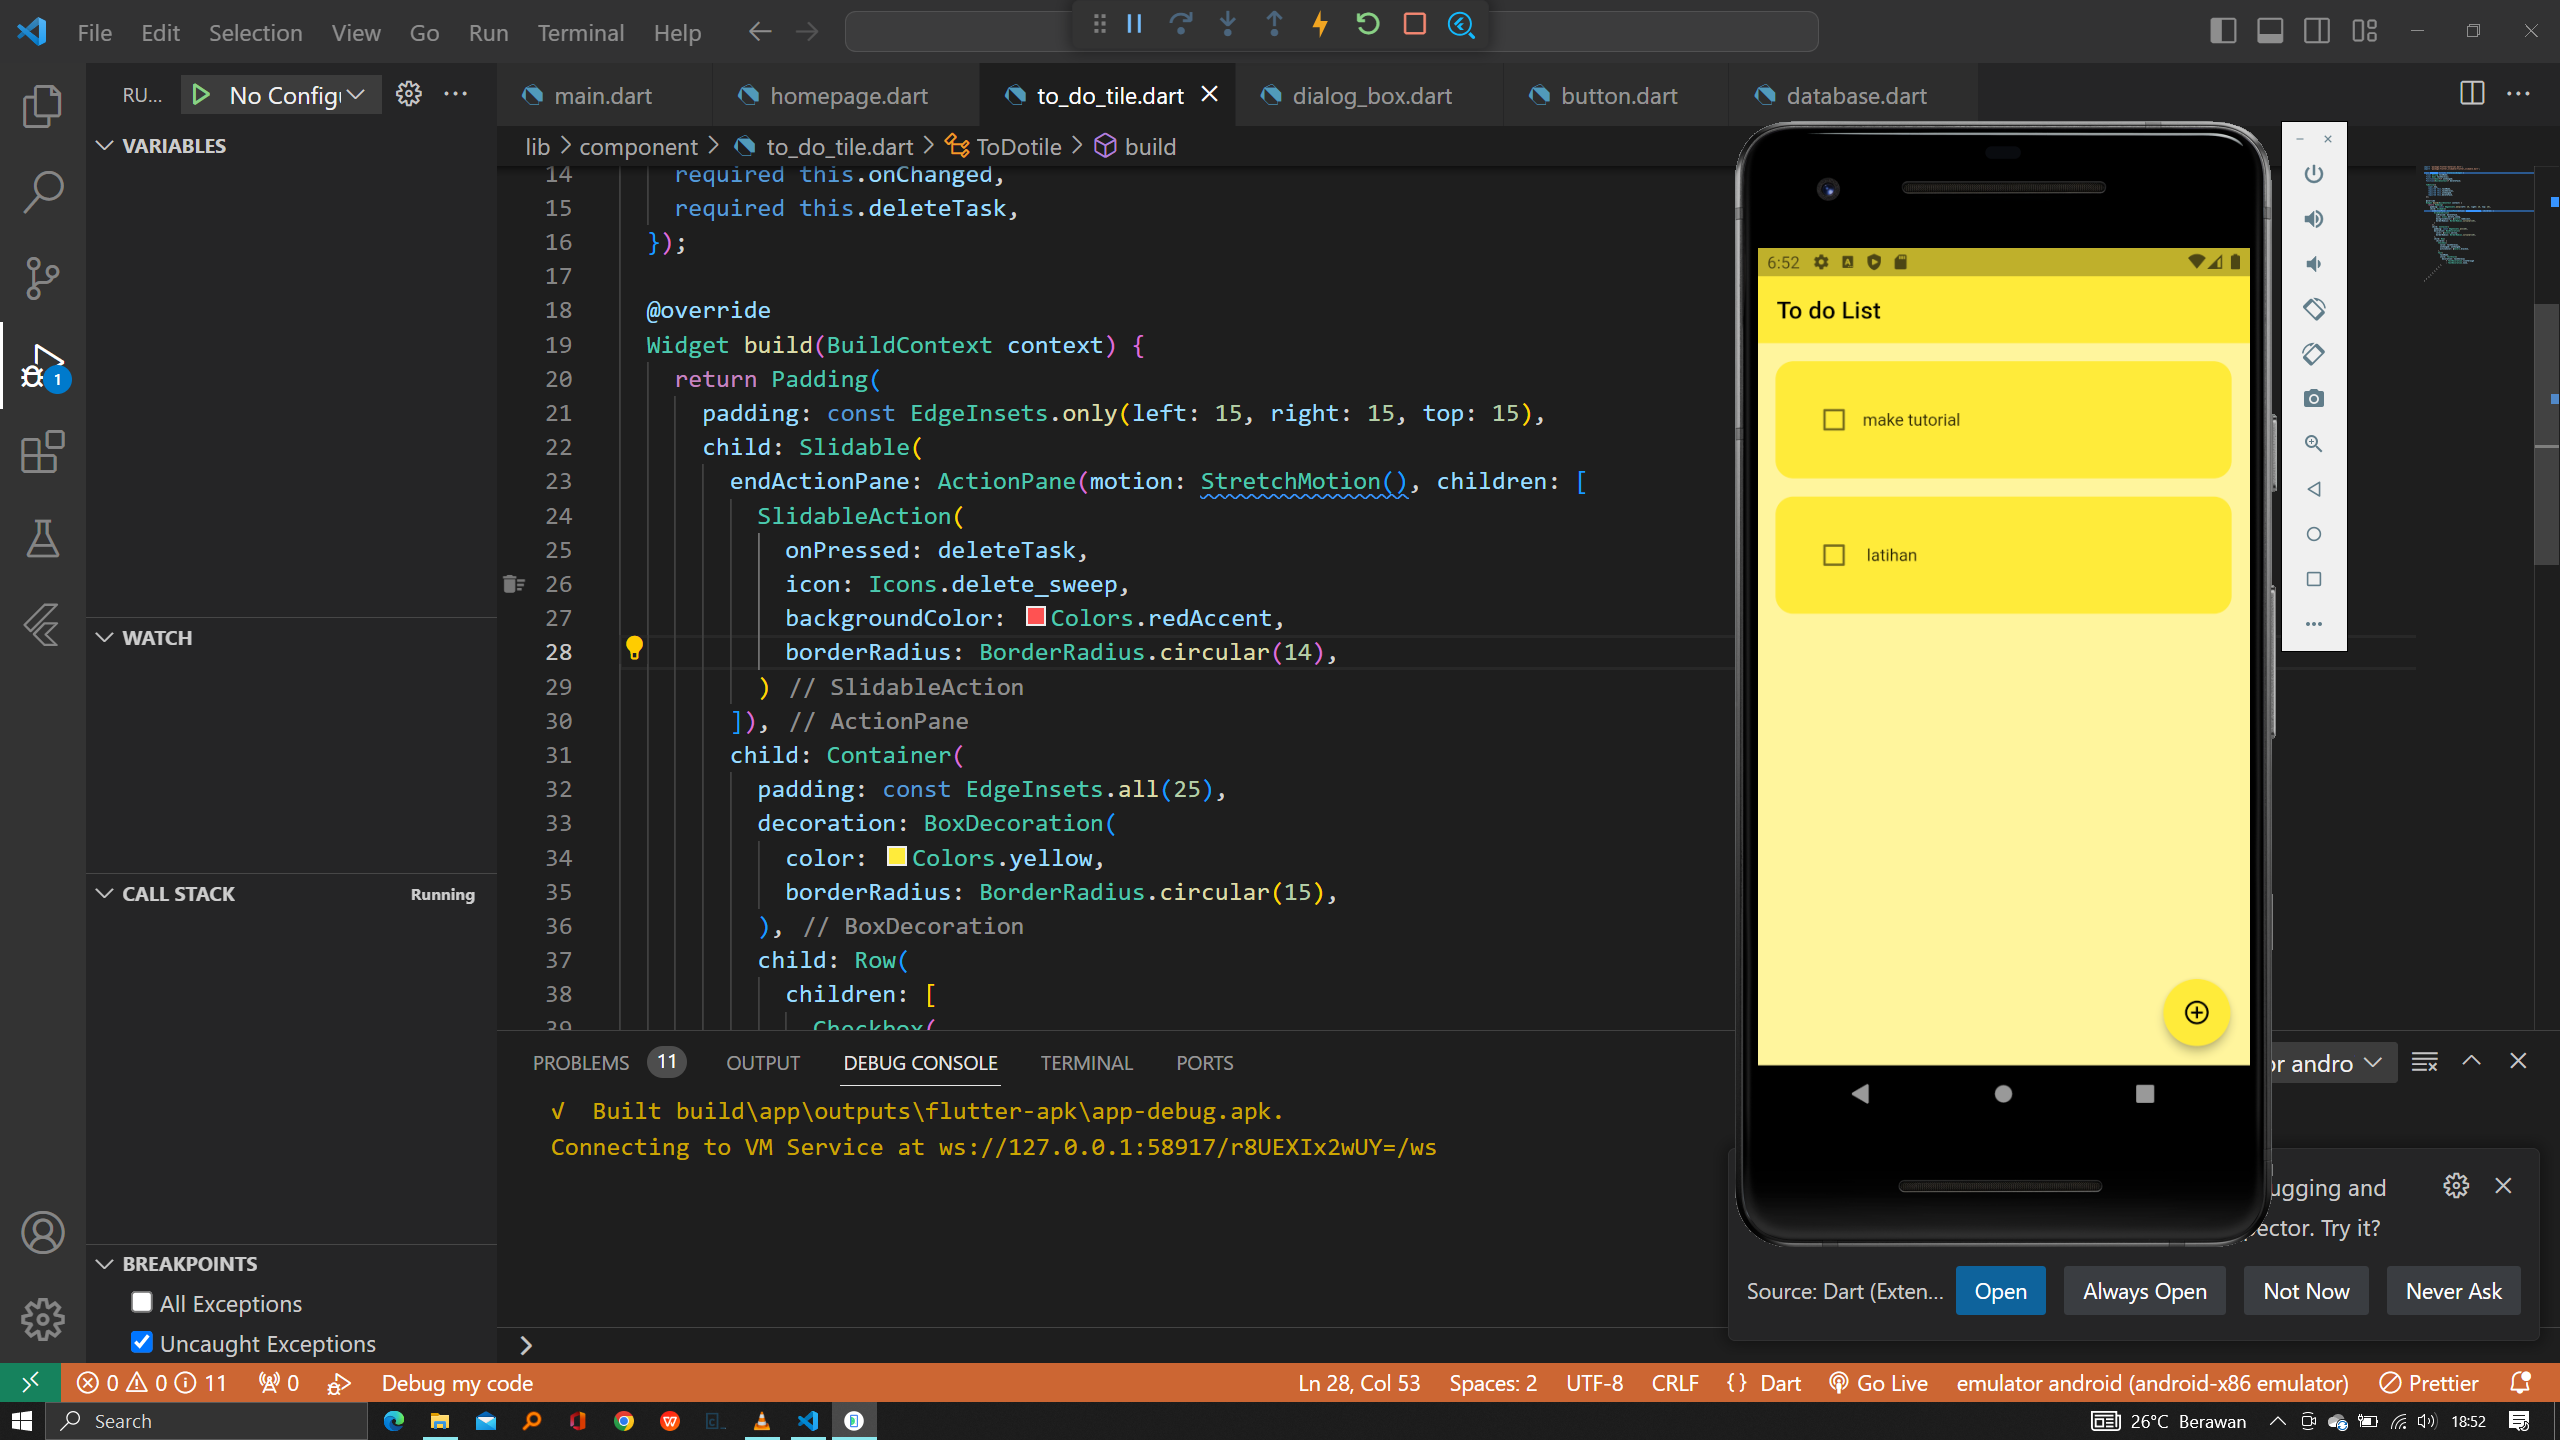 File Edit Selection View Go Run Terminal Help
RU... No Config
VARIABLES
WATCH
CALL STACK Running
BREAKPOINTS
All Exceptions
Uncaught Exceptions
1
main.dart homepage.dart to_do_tile.dart dialog_box.dart button.dart database.dart
lib > component > to_do_tile.dart > ToDotile > build
14 required this.onChanged,
15 required this.deleteTask,
16 });
17
18 @override
19 Widget build(BuildContext context) {
20 return Padding(
21 padding: const EdgeInsets.only(left: 15, right: 15, top: 15),
22 child: Slidable(
23 endActionPane: ActionPane(motion: StretchMotion(), children: [
24 SlidableAction(
25 onPressed: deleteTask,
26 icon: Icons.delete_sweep,
27 backgroundColor: Colors.redAccent,
28 borderRadius: BorderRadius.circular(14),
29 ) // SlidableAction
30 ]), // ActionPane
31 child: Container(
32 padding: const EdgeInsets.all(25),
33 decoration: BoxDecoration(
34 color: Colors.yellow,
35 borderRadius: BorderRadius.circular(15),
36 ), // BoxDecoration
37 child: Row(
38 children: [
39 Checkbox(
6:52
To do List
make tutorial
latihan
PROBLEMS 11 OUTPUT DEBUG CONSOLE TERMINAL PORTS
or andro
√ Built build\app\outputs\flutter-apk\app-debug.apk.
Connecting to VM Service at ws://127.0.0.1:58917/r8UEXIx2wUY=/ws
ugging and
pector. Try it?
Source: Dart (Exten... Open Always Open Not Now Never Ask
0 0 11 0 Debug my code Ln 28, Col 53 Spaces: 2 UTF-8 CRLF {} Dart Go Live emulator android (android-x86 emulator) Prettier
Search 26°C Berawan 18:52